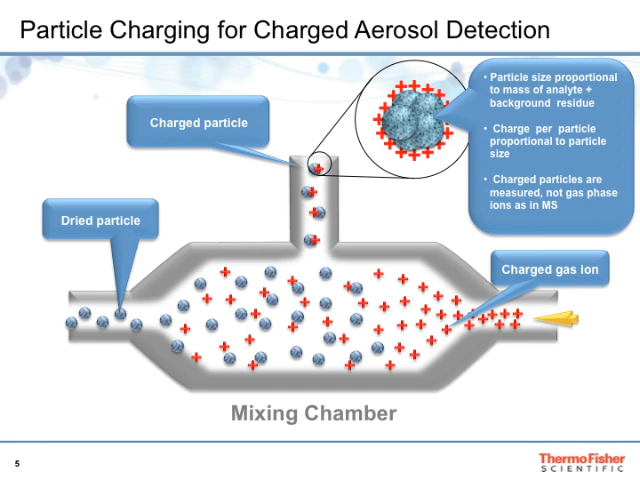 Particle Charging for Charged Aerosol Detection
• Particle size proportional
to mass of analyte +
background residue
• Charge per particle
proportional to particle
size
• Charged particles are
measured, not gas phase
ions as in MS
Charged particle
Dried particle
Charged gas ion
Mixing Chamber
5
ThermoFisher
SCIENTIFIC